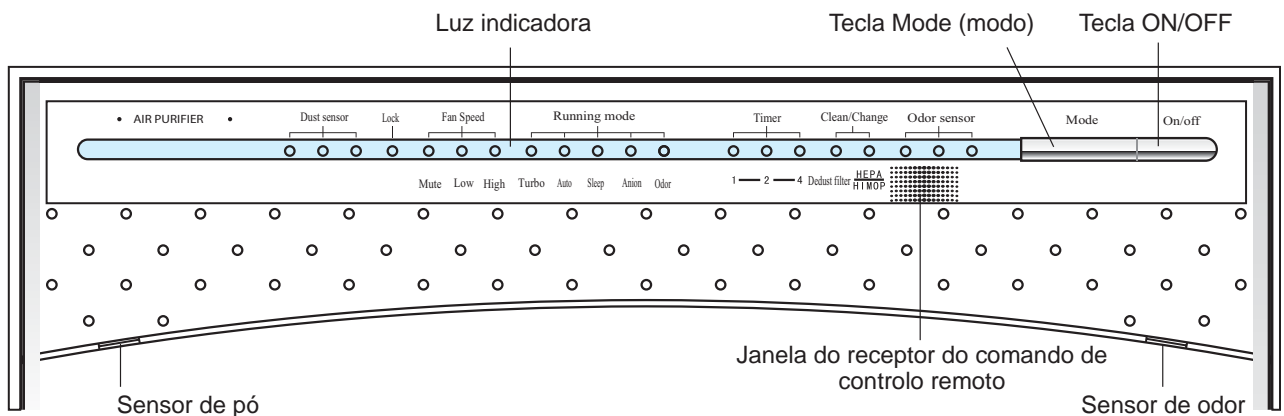 Luz indicadora Tecla Mode (modo) Tecla ON/OFF
• AIR PURIFIER • Dust sensor Lock Fan Speed Running mode Timer Clean/Change Odor sensor Mode On/off
Mute Low High Turbo Auto Sleep Anion Odor 1 — 2 — 4 Dedust filter HEPA
HIMOP
Janela do receptor do comando de
controlo remoto
Sensor de pó Sensor de odor